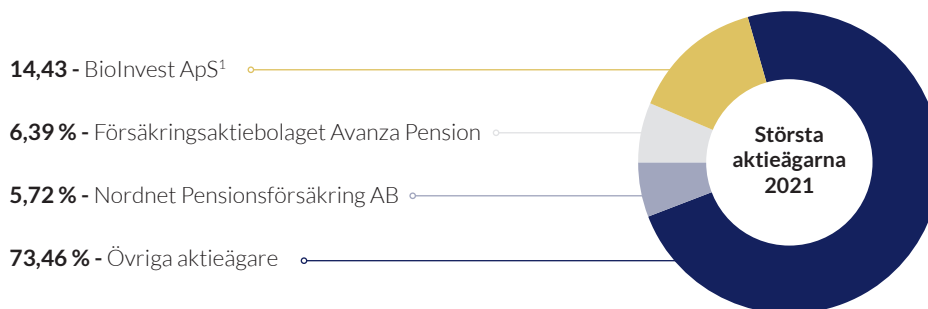 14,43 - BioInvest ApS¹
6,39 % - Försäkringsaktiebolaget Avanza Pension
5,72 % - Nordnet Pensionsförsäkring AB
73,46 % - Övriga aktieägare
Största
aktieägarna
2021